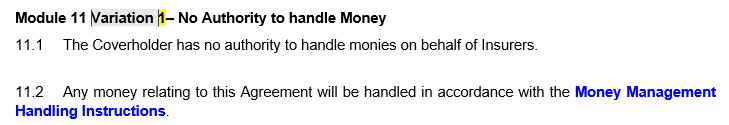 Module 11 Variation 1– No Authority to handle Money
11.1 The Coverholder has no authority to handle monies on behalf of Insurers.
11.2 Any money relating to this Agreement will be handled in accordance with the Money Management
Handling Instructions.